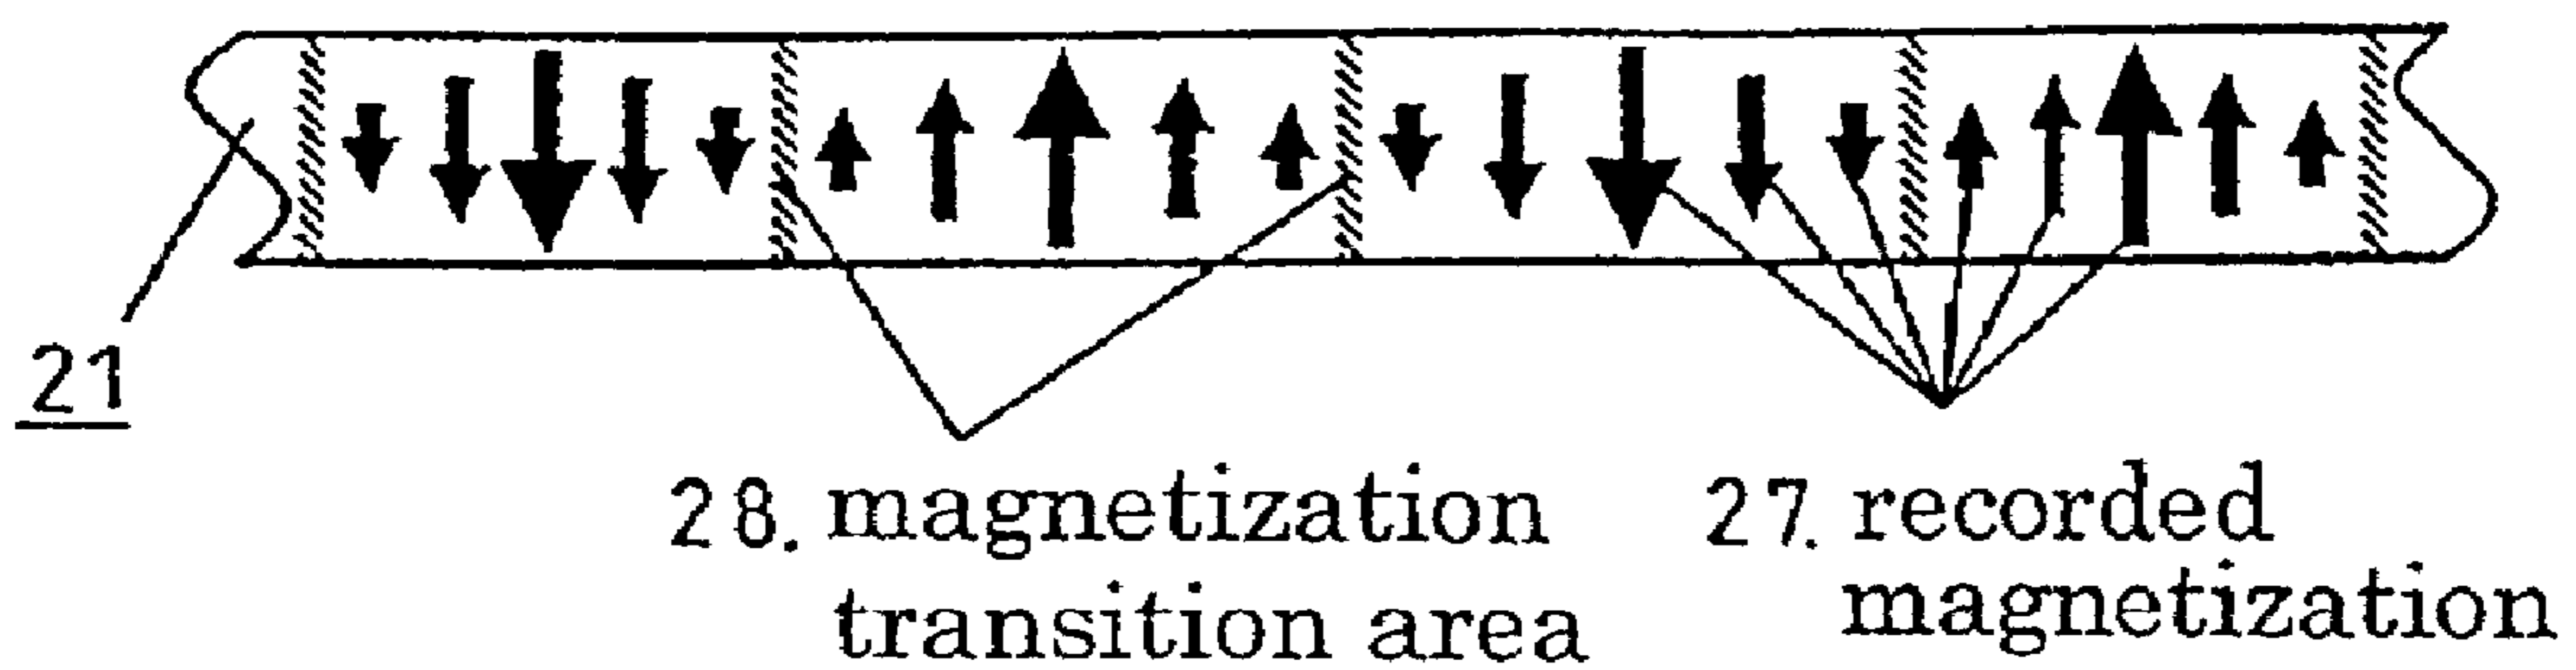 21
28. magnetization
transition area
27. recorded
magnetization